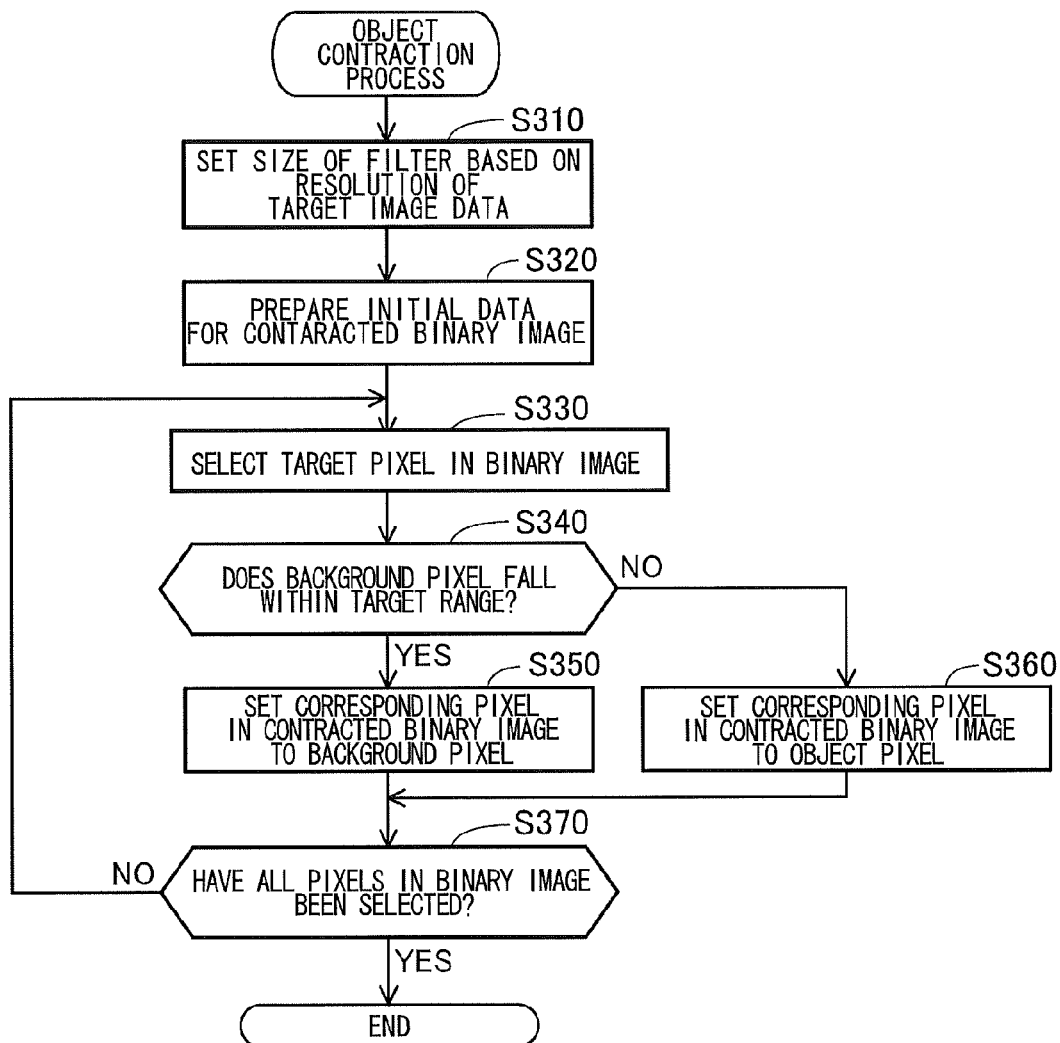 OBJECT
CONTRACTION
PROCESS
S310
SET SIZE OF FILTER BASED ON
RESOLUTION OF
TARGET IMAGE DATA
S320
PREPARE INITIAL DATA
FOR CONTARACTED BINARY IMAGE
S330
SELECT TARGET PIXEL IN BINARY IMAGE
S340
DOES BACKGROUND PIXEL FALL
WITHIN TARGET RANGE?
NO
YES
S350
SET CORRESPONDING PIXEL
IN CONTRACTED BINARY IMAGE
TO BACKGROUND PIXEL
S360
SET CORRESPONDING PIXEL
IN CONTRACTED BINARY IMAGE
TO OBJECT PIXEL
S370
NO
HAVE ALL PIXELS IN BINARY IMAGE
BEEN SELECTED?
YES
END